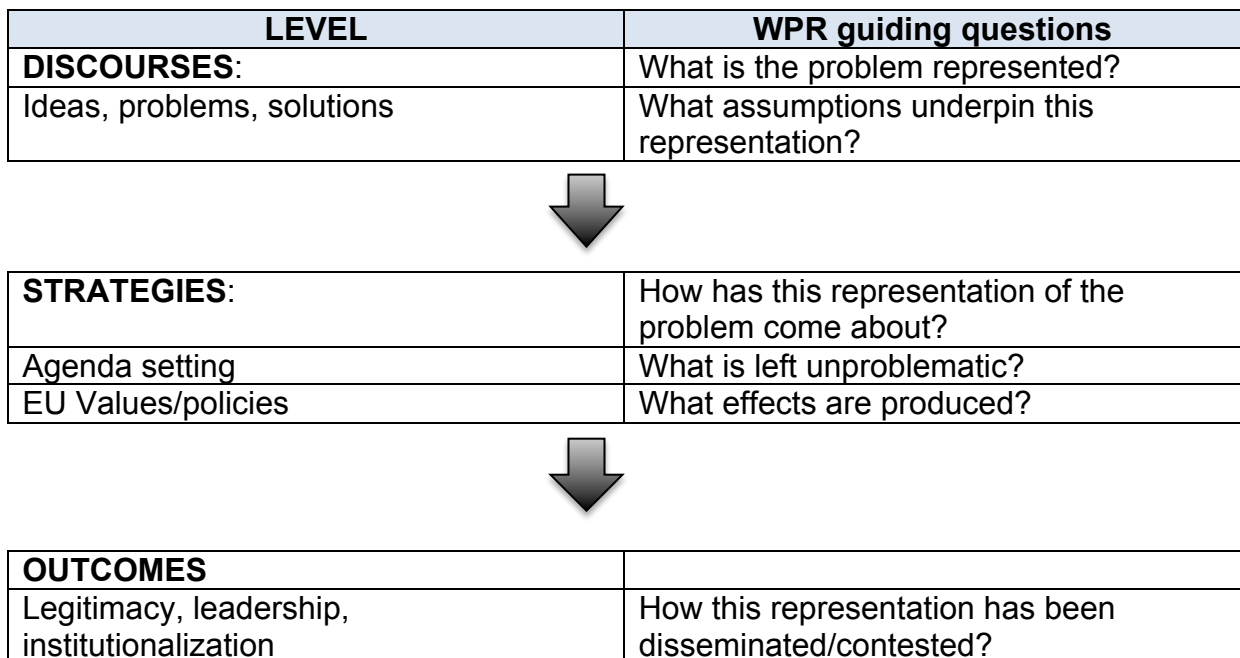 LEVEL WPR guiding questions
DISCOURSES: What is the problem represented?
Ideas, problems, solutions What assumptions underpin this
representation?
STRATEGIES: How has this representation of the
problem come about?
Agenda setting What is left unproblematic?
EU Values/policies What effects are produced?
OUTCOMES
Legitimacy, leadership, How this representation has been
institutionalization disseminated/contested?